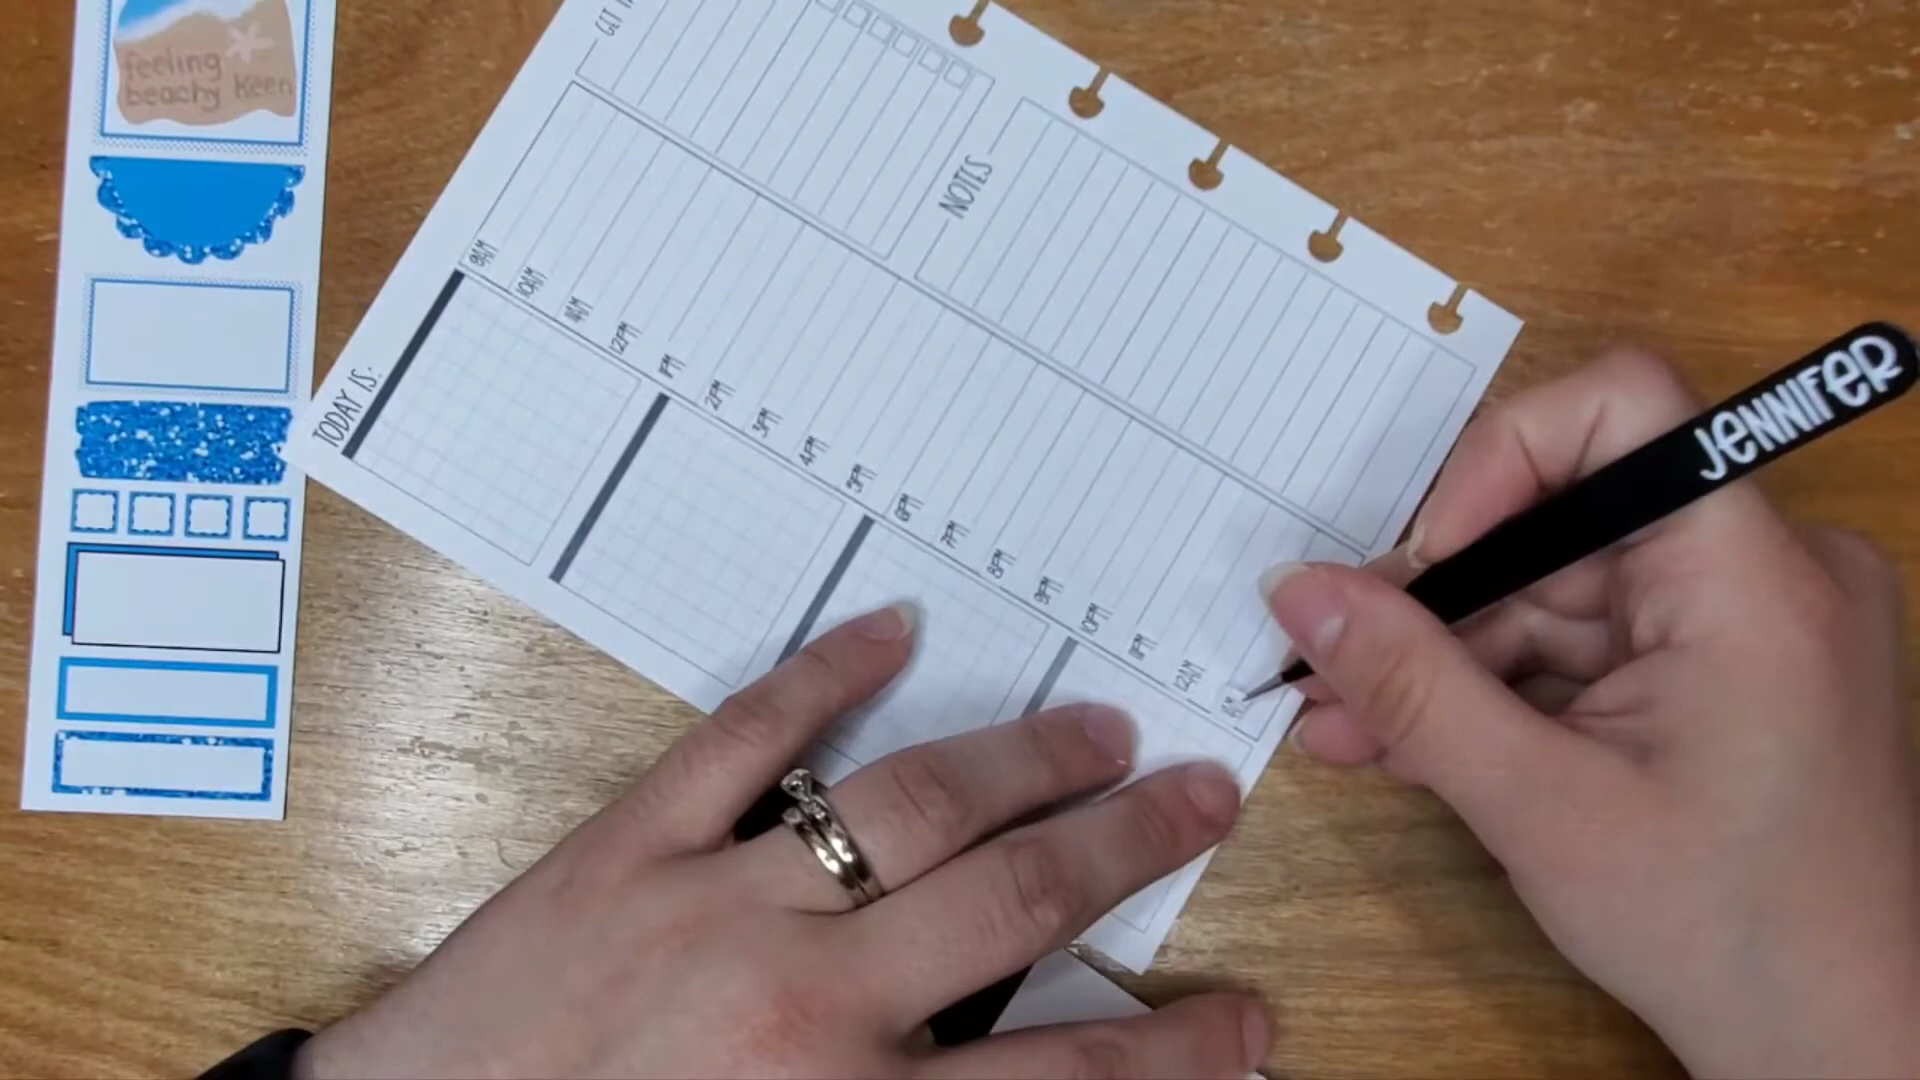 feeling
beachy keen
NOTES
9AM
10AM
11AM
12PM
1PM
2PM
3PM
4PM
5PM
6PM
7PM
8PM
9PM
10PM
11PM
12AM
TODAY IS:
JENNIFER